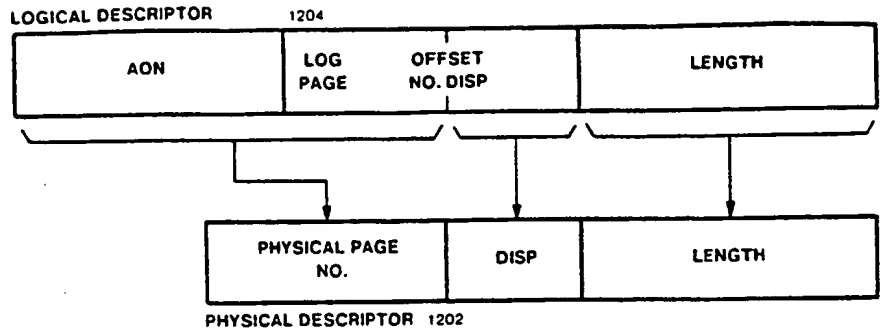 LOGICAL DESCRIPTOR 1204
AON
LOG PAGE
OFFSET NO. DISP
LENGTH
PHYSICAL PAGE NO.
DISP
LENGTH
PHYSICAL DESCRIPTOR 1202